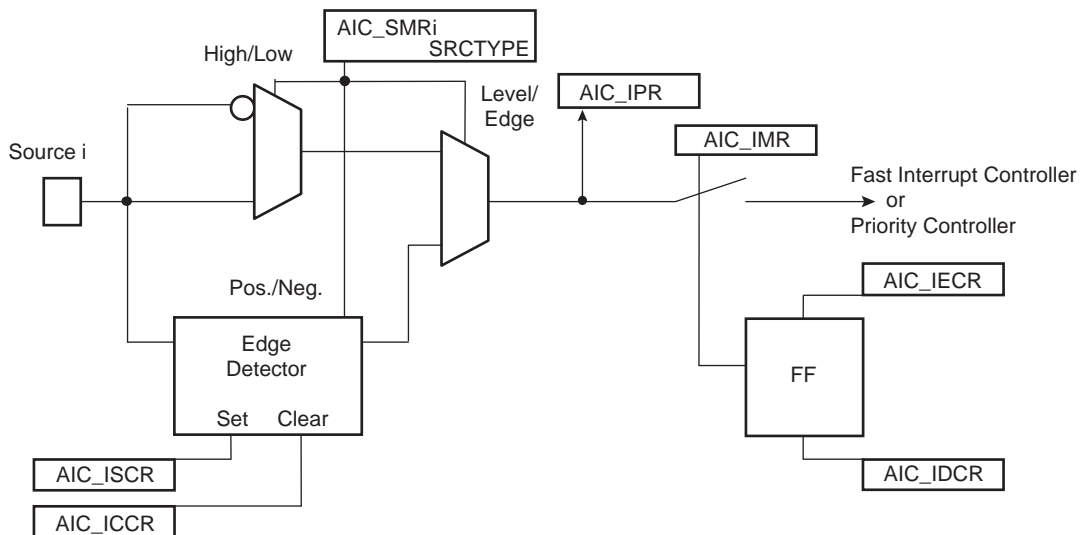 AIC_SMRi
SRCTYPE
High/Low
Level/
Edge
AIC_IPR
AIC_IMR
Source i
Fast Interrupt Controller
or
Priority Controller
Pos./Neg.
AIC_IECR
Edge
Detector
FF
Set Clear
AIC_ISCR
AIC_IDCR
AIC_ICCR